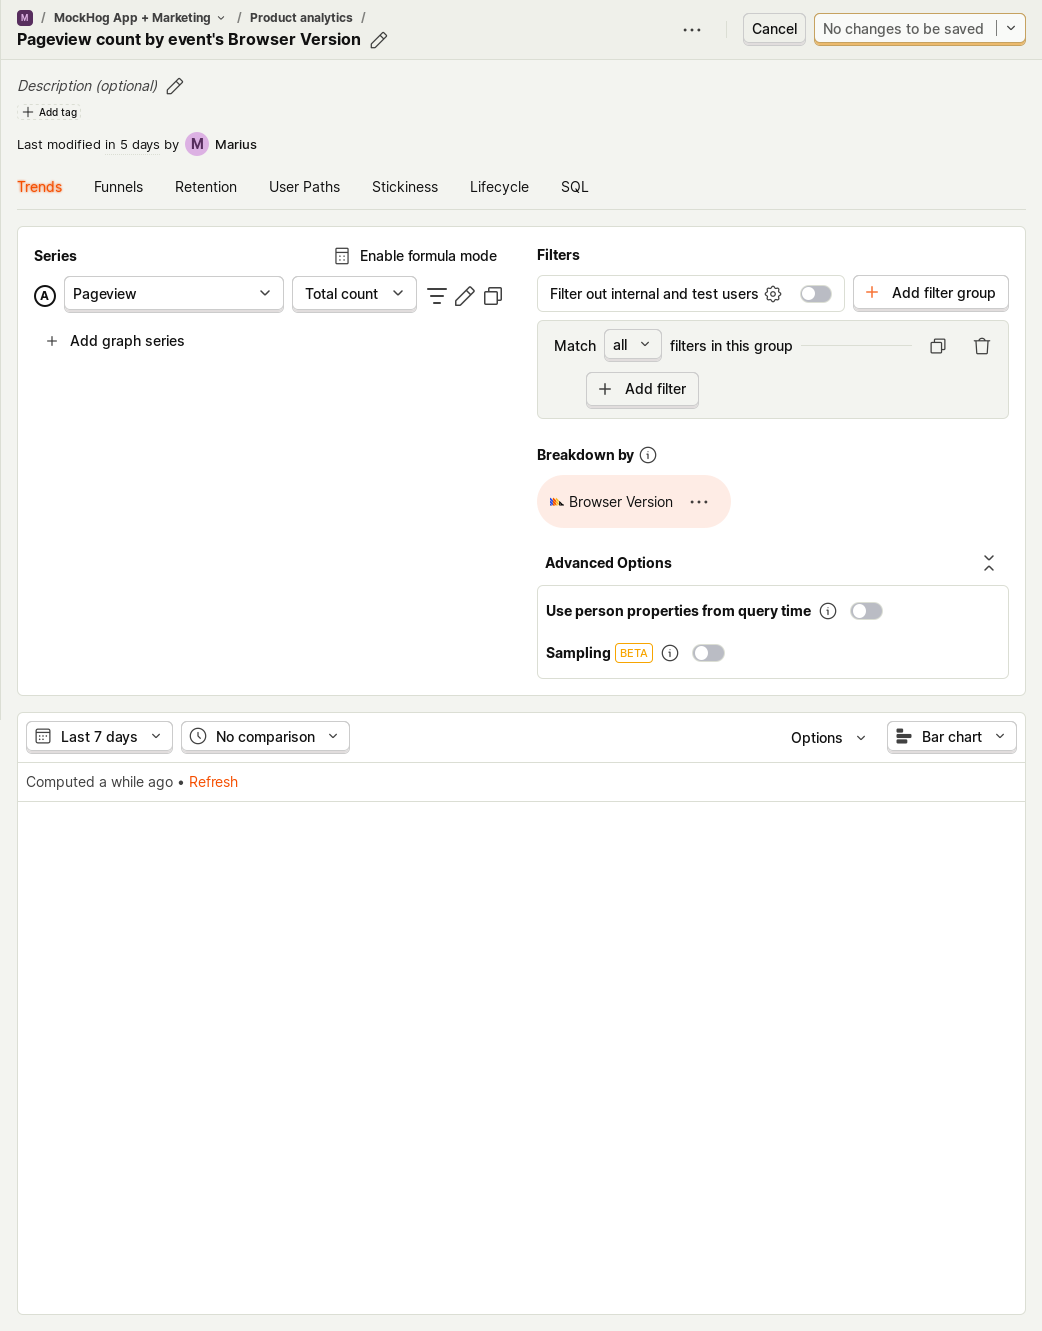 M / MockHog App + Marketing / Product analytics /
Pageview count by event's Browser Version
Cancel
No changes to be saved
Description (optional)
Add tag
Last modified in 5 days by M Marius
Trends Funnels Retention User Paths Stickiness Lifecycle SQL
Series
Enable formula mode
A Pageview Total count
Add graph series
Filters
Filter out internal and test users
Add filter group
Match all filters in this group
Add filter
Breakdown by
Browser Version
Advanced Options
Use person properties from query time
Sampling BETA
Last 7 days No comparison Options Bar chart
Computed a while ago • Refresh